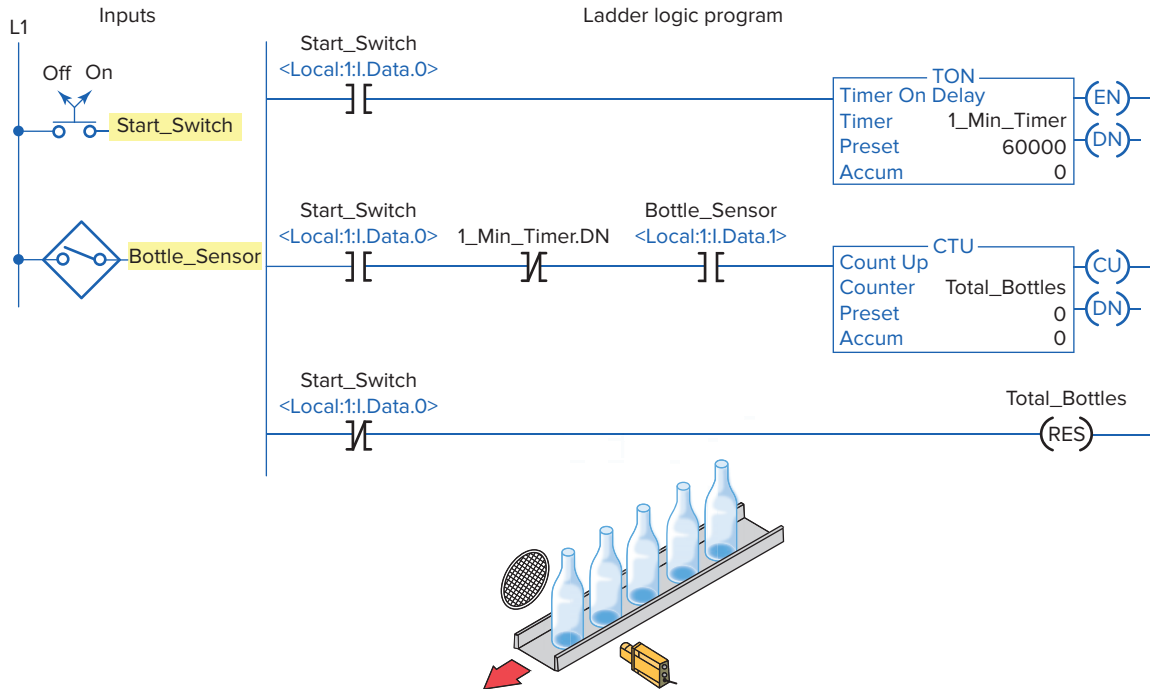 Inputs
Ladder logic program
L1
Off On
Start_Switch
Bottle_Sensor
Start_Switch
<Local:1:I.Data.0>
TON
Timer On Delay
Timer 1_Min_Timer
Preset 60000
Accum 0
EN
DN
Start_Switch
<Local:1:I.Data.0>
1_Min_Timer.DN
Bottle_Sensor
<Local:1:I.Data.1>
CTU
Count Up
Counter Total_Bottles
Preset 0
Accum 0
CU
DN
Start_Switch
<Local:1:I.Data.0>
Total_Bottles
RES